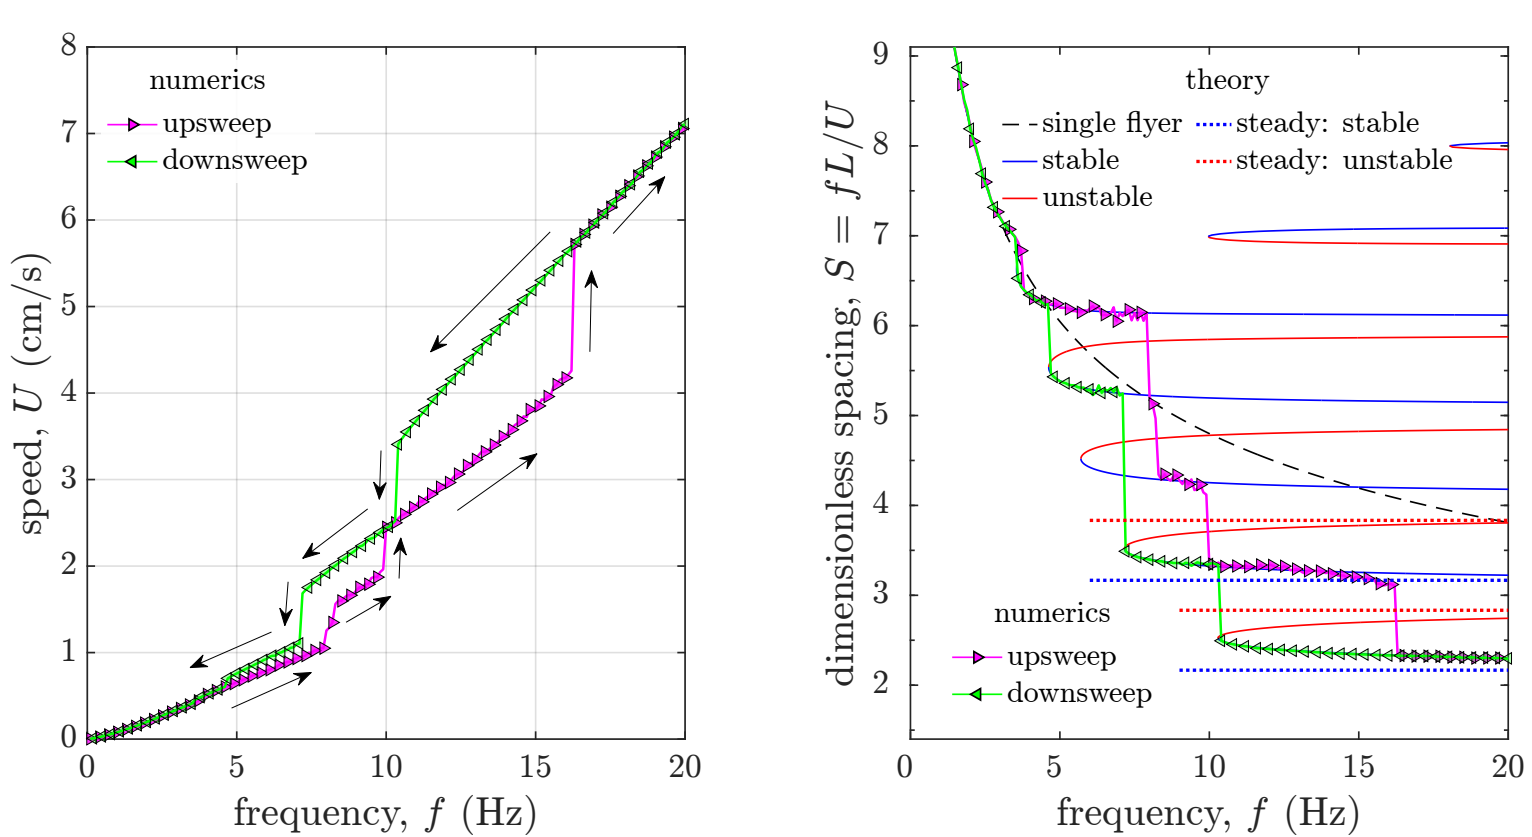 numerics
upsweep
downsweep
speed, U (cm/s)
0
1
2
3
4
5
6
7
8
0 5 10 15 20
frequency, f (Hz)
theory
single flyer
stable
unstable
steady: stable
steady: unstable
numerics
upsweep
downsweep
dimensionless spacing, S = fL/U
2
3
4
5
6
7
8
9
0 5 10 15 20
frequency, f (Hz)